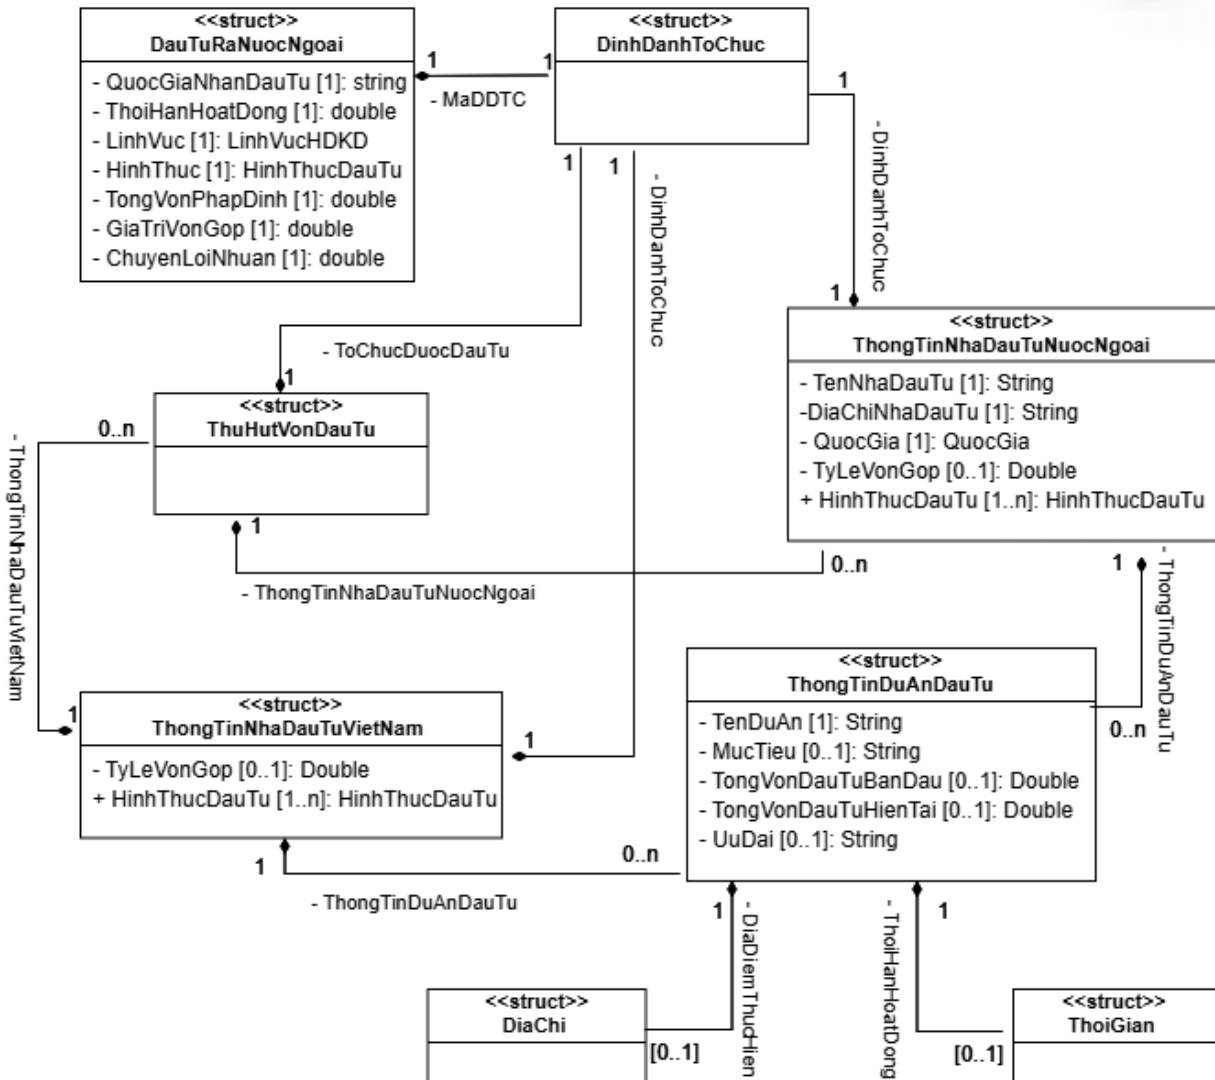 <<struct>>
DauTuRaNuocNgoai
- QuocGiaNhanDauTu [1]: string
- ThoiHanHoatDong [1]: double
- LinhVuc [1]: LinhVucHDKD
- HinhThuc [1]: HinhThucDauTu
- TongVonPhapDinh [1]: double
- GiaTriVonGop [1]: double
- ChuyenLoiNhuan [1]: double
1
1
- MaDDTC
<<struct>>
DinhDanhToChuc
1
- DinhDanhToChuc
1
1
1
- DinhDanhToChuc
- ToChucDuocDauTu
1
<<struct>>
ThongTinNhaDauTuNuocNgoai
- TenNhaDauTu [1]: String
-DiaChiNhaDauTu [1]: String
- QuocGia [1]: QuocGia
- TyLeVonGop [0..1]: Double
+ HinhThucDauTu [1..n]: HinhThucDauTu
<<struct>>
ThuHutVonDauTu
0..n
- ThongTinNhaDauTuVietNam
1
1
0..n
- ThongTinNhaDauTuNuocNgoai
1
- ThongTinDuAnDauTu
0..n
<<struct>>
ThongTinNhaDauTuVietNam
- TyLeVonGop [0..1]: Double
+ HinhThucDauTu [1..n]: HinhThucDauTu
1
<<struct>>
ThongTinDuAnDauTu
- TenDuAn [1]: String
- MucTieu [0..1]: String
- TongVonDauTuBanDau [0..1]: Double
- TongVonDauTuHienTai [0..1]: Double
- UuDai [0..1]: String
1
0..n
- ThongTinDuAnDauTu
1
- DiaDiemThucHien
- ThoiHanHoatDong
1
<<struct>>
DiaChi
[0..1]
[0..1]
<<struct>>
ThoiGian